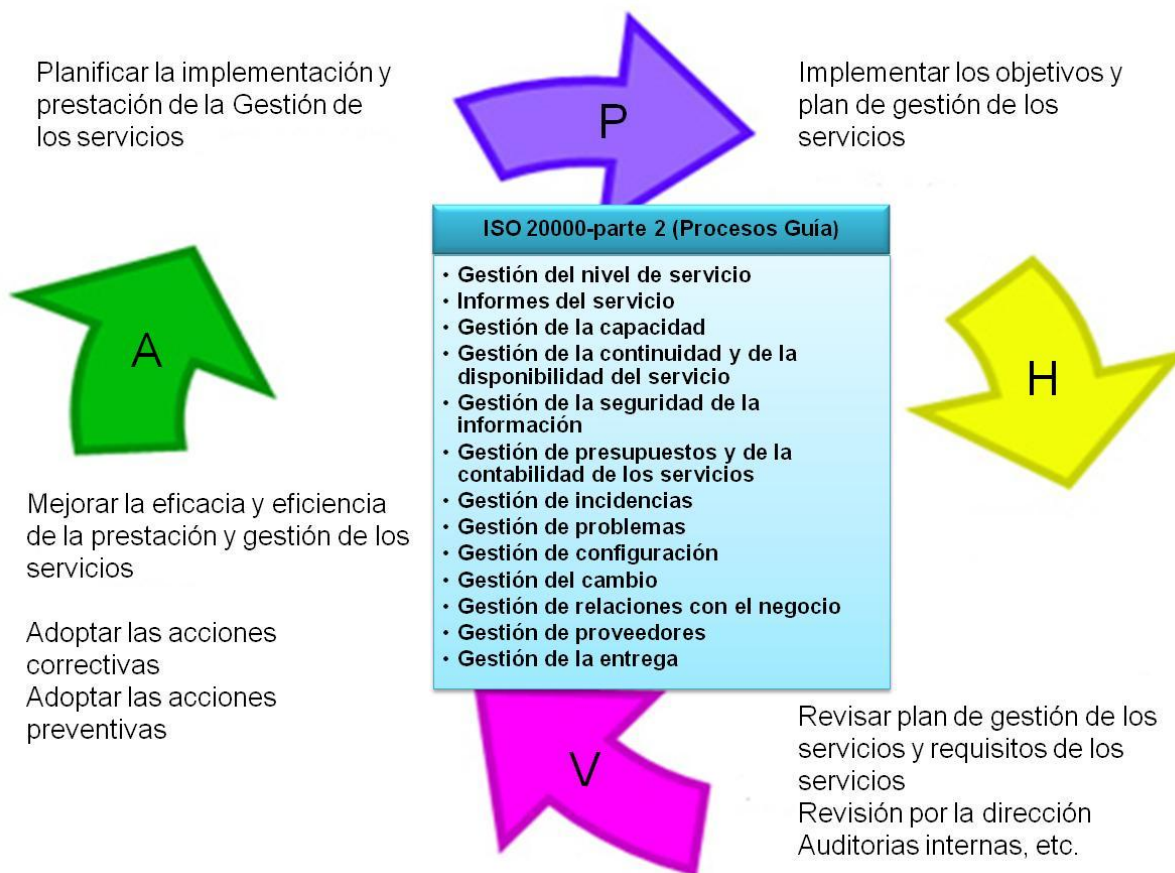 Planificar la implementación y
prestación de la Gestión de
los servicios
P
Implementar los objetivos y
plan de gestión de los
servicios
ISO 20000-parte 2 (Procesos Guía)
• Gestión del nivel de servicio
• Informes del servicio
• Gestión de la capacidad
• Gestión de la continuidad y de la
disponibilidad del servicio
• Gestión de la seguridad de la
información
• Gestión de presupuestos y de la
contabilidad de los servicios
• Gestión de incidencias
• Gestión de problemas
• Gestión de configuración
• Gestión del cambio
• Gestión de relaciones con el negocio
• Gestión de proveedores
• Gestión de la entrega
A
H
Mejorar la eficacia y eficiencia
de la prestación y gestión de los
servicios
Adoptar las acciones
correctivas
Adoptar las acciones
preventivas
V
Revisar plan de gestión de los
servicios y requisitos de los
servicios
Revisión por la dirección
Auditorias internas, etc.